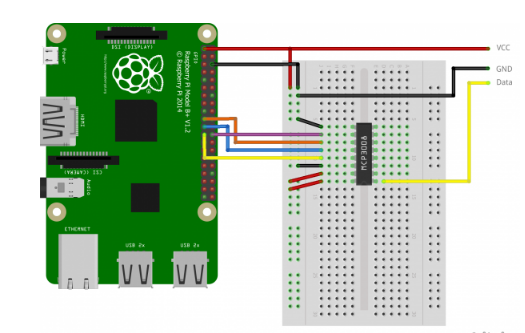 VCC
GND
Data
DSI (DISPLAY)
GPIO
Power
Raspberry Pi Model B+ V1.2
© Raspberry Pi 2014
HDMI
MCP3008
CSI (CAMERA)
Audio
ETHERNET
USB 2x
USB 2x